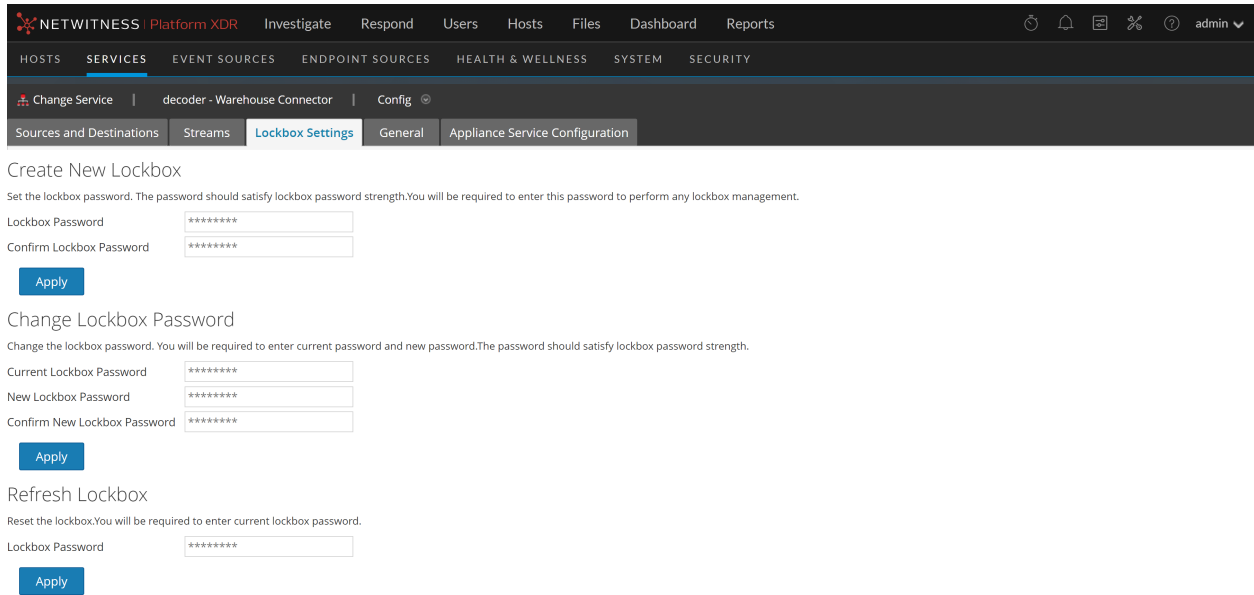 NETWITNESS | Platform XDR Investigate Respond Users Hosts Files Dashboard Reports admin
HOSTS SERVICES EVENT SOURCES ENDPOINT SOURCES HEALTH & WELLNESS SYSTEM SECURITY
Change Service | decoder - Warehouse Connector | Config
Sources and Destinations Streams Lockbox Settings General Appliance Service Configuration
Create New Lockbox
Set the lockbox password. The password should satisfy lockbox password strength.You will be required to enter this password to perform any lockbox management.
Lockbox Password ********
Confirm Lockbox Password ********
Apply
Change Lockbox Password
Change the lockbox password. You will be required to enter current password and new password.The password should satisfy lockbox password strength.
Current Lockbox Password ********
New Lockbox Password ********
Confirm New Lockbox Password ********
Apply
Refresh Lockbox
Reset the lockbox.You will be required to enter current lockbox password.
Lockbox Password ********
Apply